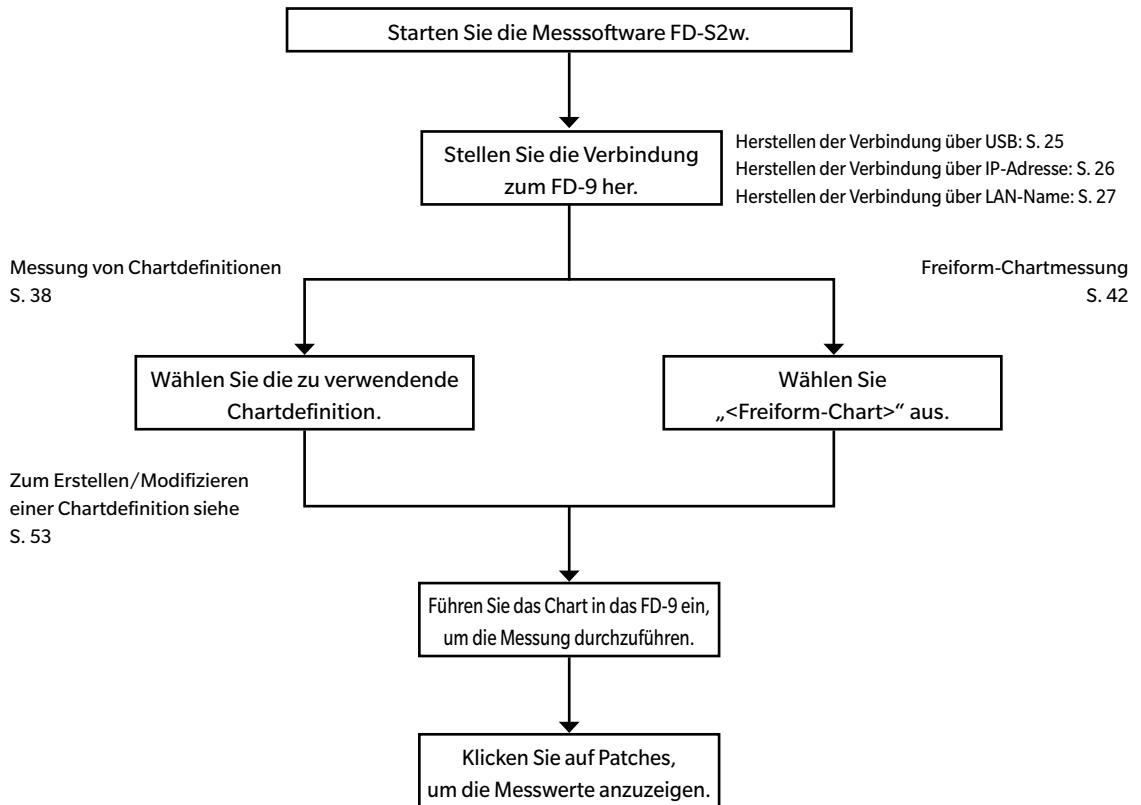 Starten Sie die Messsoftware FD-S2w.
Stellen Sie die Verbindung
zum FD-9 her.
Herstellen der Verbindung über USB: S. 25
Herstellen der Verbindung über IP-Adresse: S. 26
Herstellen der Verbindung über LAN-Name: S. 27
Messung von Chartdefinitionen
S. 38
Freiform-Chartmessung
S. 42
Wählen Sie die zu verwendende
Chartdefinition.
Wählen Sie
„<Freiform-Chart>“ aus.
Zum Erstellen/Modifizieren
einer Chartdefinition siehe
S. 53
Führen Sie das Chart in das FD-9 ein,
um die Messung durchzuführen.
Klicken Sie auf Patches,
um die Messwerte anzuzeigen.